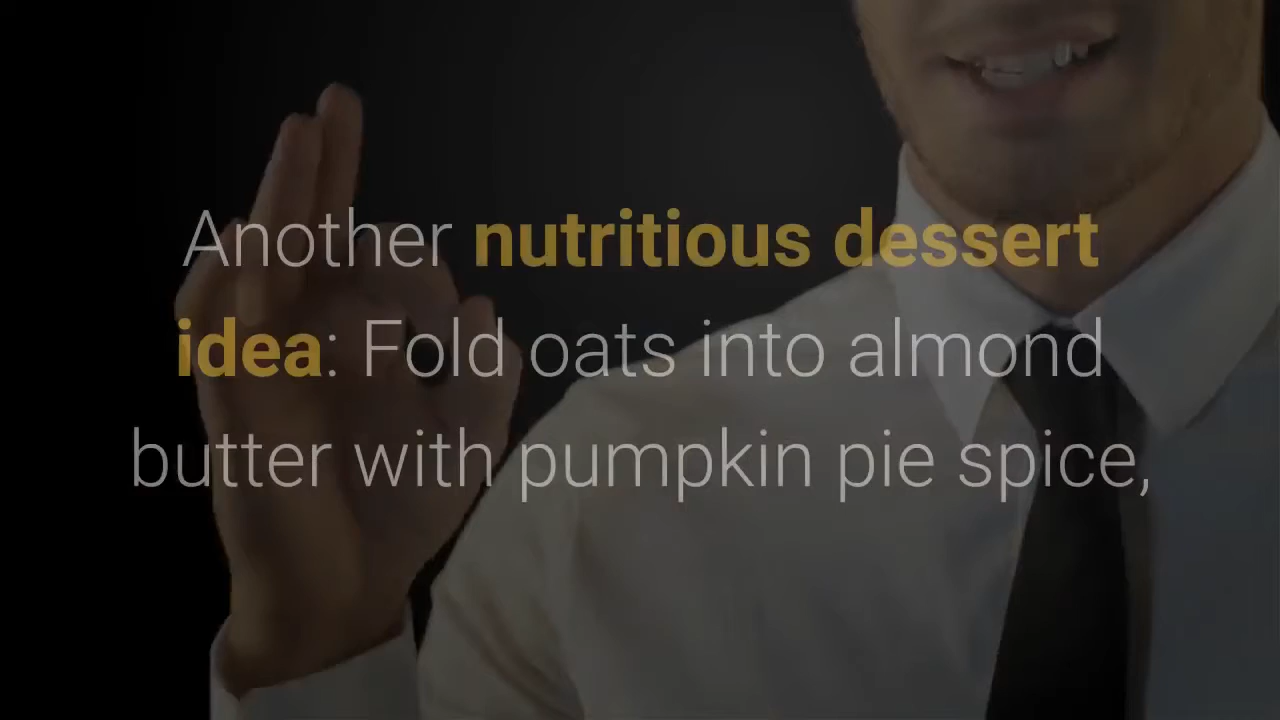 Another nutritious dessert
idea: Fold oats into almond
butter with pumpkin pie spice,